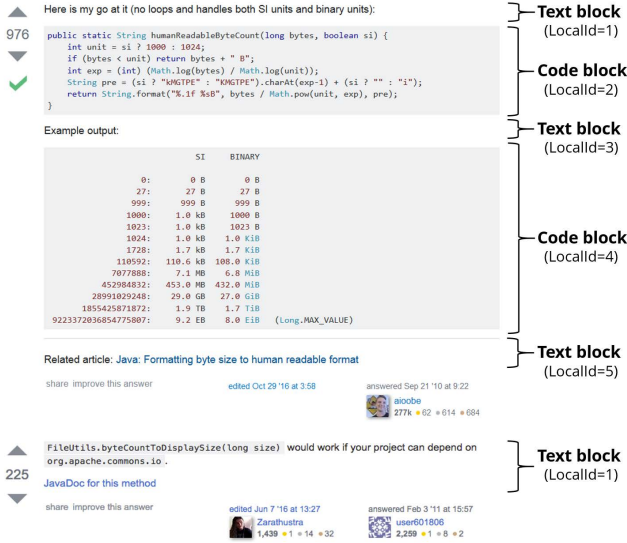 Here is my go at it (no loops and handles both SI units and binary units):
Text block
(LocalId=1)
976
public static String humanReadableByteCount(long bytes, boolean si) {
    int unit = si ? 1000 : 1024;
    if (bytes < unit) return bytes + " B";
    int exp = (int) (Math.log(bytes) / Math.log(unit));
    String pre = (si ? "kMGTPE" : "KMGTPE").charAt(exp-1) + (si ? "" : "i");
    return String.format("%.1f %sB", bytes / Math.pow(unit, exp), pre);
}
Code block
(LocalId=2)
Example output:
Text block
(LocalId=3)
SI     BINARY
0:        0 B        0 B
27:       27 B       27 B
999:      999 B      999 B
1000:     1.0 kB     1000 B
1023:     1.0 kB     1023 B
1024:     1.0 kB    1.0 KiB
1728:     1.7 kB    1.7 KiB
110592:   110.6 kB  108.0 KiB
7077888:     7.1 MB    6.8 MiB
452984832:   453.0 MB  432.0 MiB
28991029248:    29.0 GB   27.0 GiB
1855425871872:     1.9 TB    1.7 TiB
9223372036854775807:     9.2 EB    8.0 EiB   (Long.MAX_VALUE)
Code block
(LocalId=4)
Related article: Java: Formatting byte size to human readable format
Text block
(LocalId=5)
share improve this answer
edited Oct 29 '16 at 3:58
answered Sep 21 '10 at 9:22
aioobe
277k 62 614 684
225
FileUtils.byteCountToDisplaySize(long size) would work if your project can depend on
org.apache.commons.io .
JavaDoc for this method
Text block
(LocalId=1)
share improve this answer
edited Jun 7 '16 at 13:27
Zarathustra
1,439 1 14 32
answered Feb 3 '11 at 15:57
user601806
2,259 1 8 2